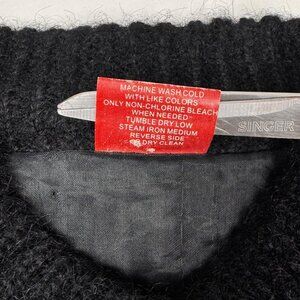 MACHINE WASH COLD
WITH LIKE COLORS
ONLY NON-CHLORINE BLEACH
WHEN NEEDED
TUMBLE DRY LOW
STEAM IRON MEDIUM
REVERSE SIDE
DRY CLEAN
SINGER